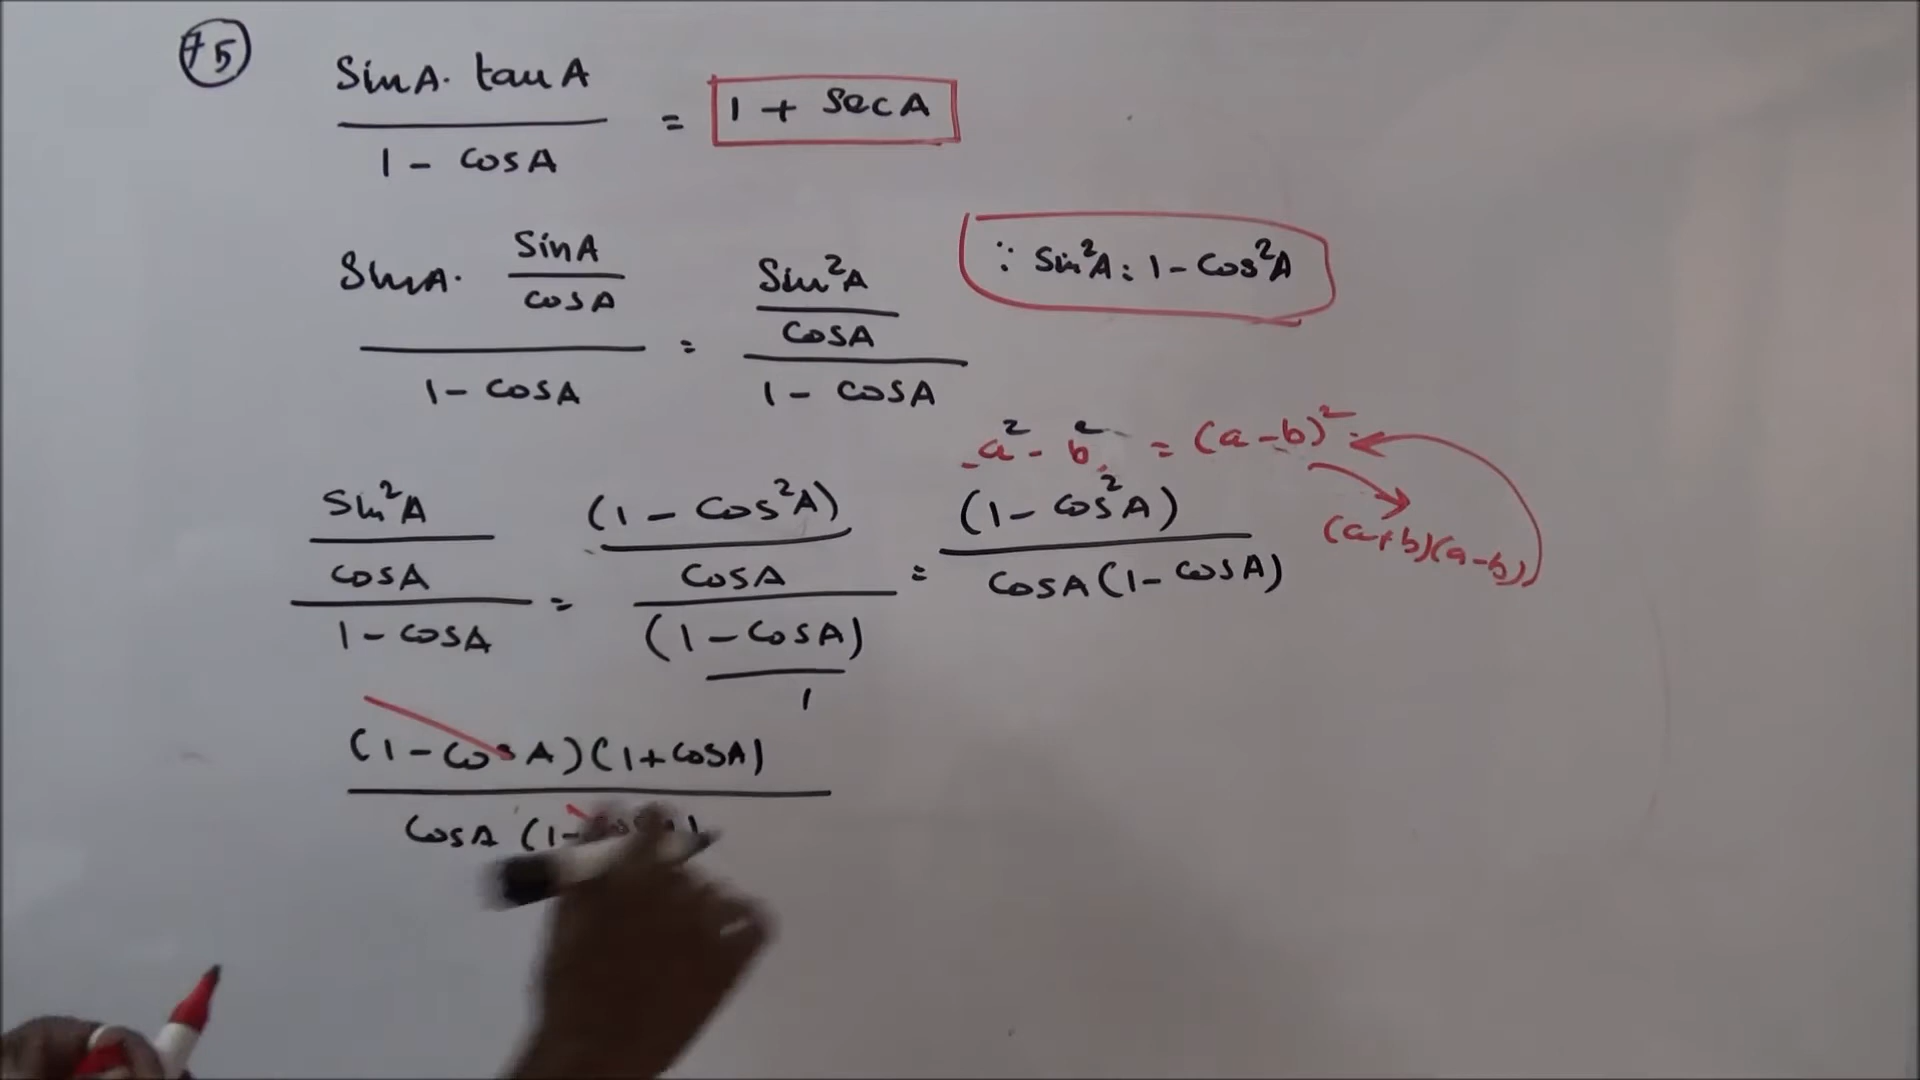 75
SinA. tanA / 1 - cosA = 1 + secA
SinA. SinA/cosA / 1 - cosA = Sin²A/cosA / 1 - cosA
∵ Sin²A = 1 - Cos²A
a² - b² = (a-b)²
(a+b)(a-b)
Sin²A/cosA / 1 - cosA = (1 - Cos²A)/cosA / (1 - cosA)/1 = (1 - cos²A) / cosA(1 - cosA)
(1 - cosA)(1 + cosA) / cosA (1 -